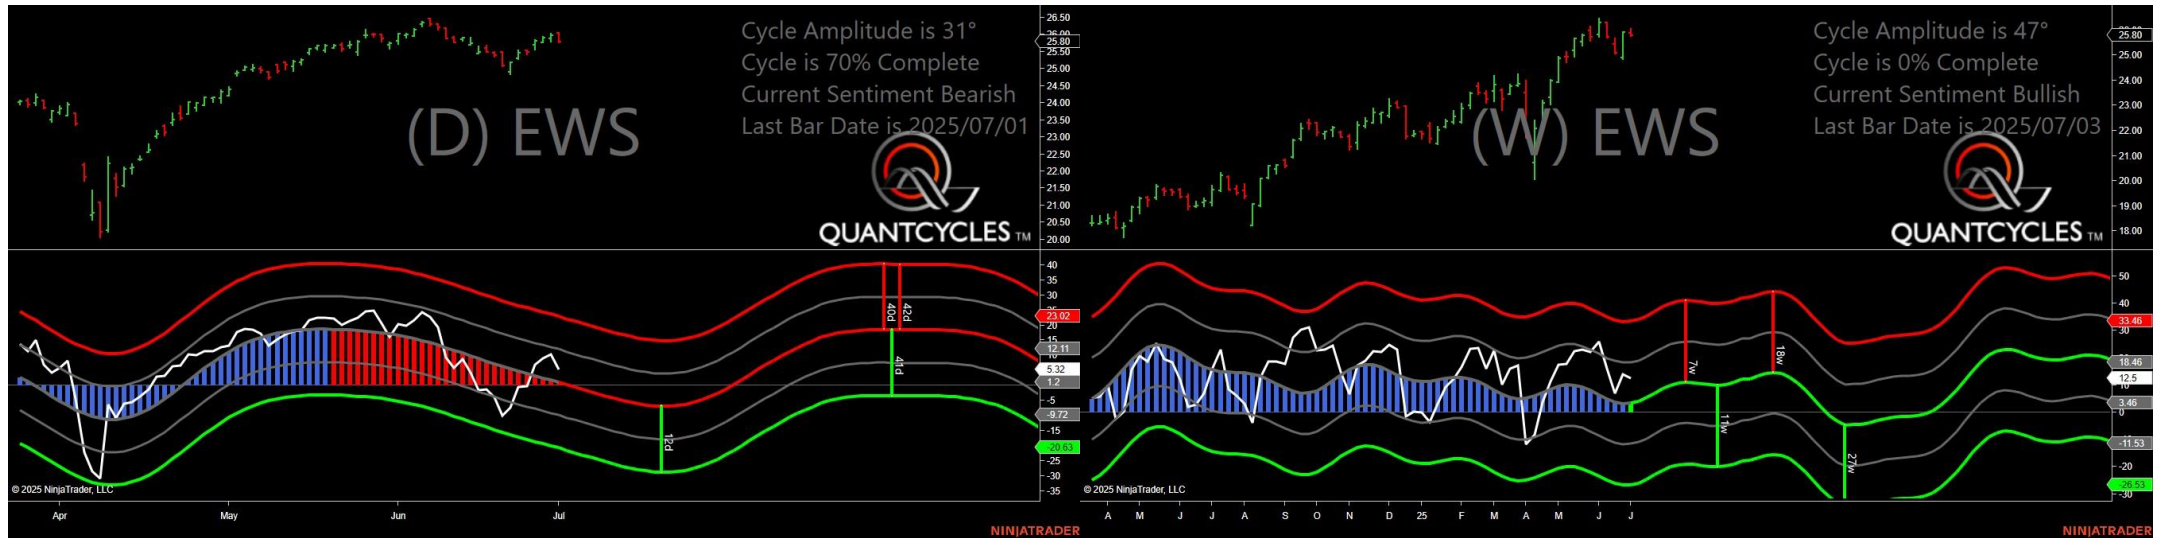 Cycle Amplitude is 31°
Cycle is 70% Complete
Current Sentiment Bearish
Last Bar Date is 2025/07/01
(D) EWS
QUANTCYCLES TM
26.50
25.80
25.50
25.00
24.50
24.00
23.50
23.00
22.50
22.00
21.50
21.00
20.50
20.00
40
35
30
23.02
20
12.11
5.32
1.2
-5
-9.72
-15
-20.63
-25
-30
-35
40d
42d
41d
12d
© 2025 NinjaTrader, LLC
Apr May Jun Jul
NINJATRADER
Cycle Amplitude is 47°
Cycle is 0% Complete
Current Sentiment Bullish
Last Bar Date is 2025/07/03
(W) EWS
QUANTCYCLES TM
25.80
25.00
24.00
23.00
22.00
21.00
20.00
19.00
18.00
50
40
33.46
30
18.46
12.5
3.46
0
-11.53
-20
-26.53
-30
7w
18w
11w
27w
© 2025 NinjaTrader, LLC
A M J J A S O N D 25 F M A M J J
NINJATRADER